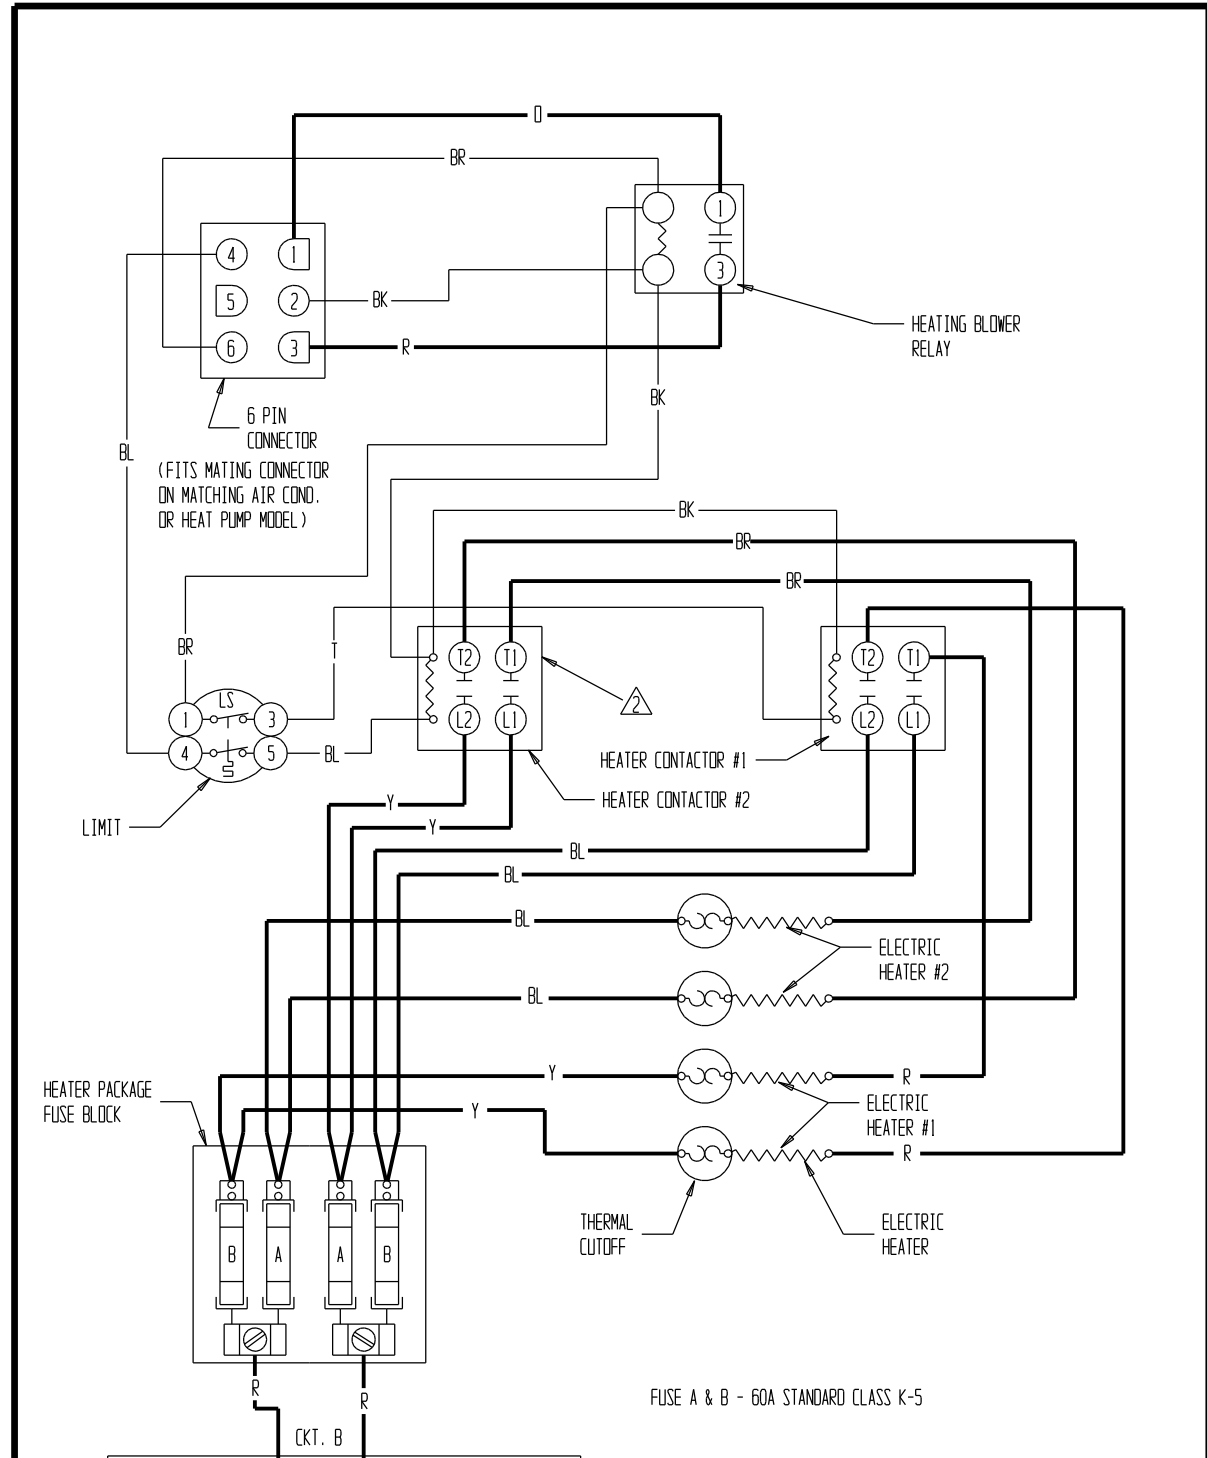 O
BR
1
4
1
5
2
BK
6
3
R
3
HEATING BLOWER
RELAY
BK
6 PIN
CONNECTOR
(FITS MATING CONNECTOR
ON MATCHING AIR COND.
OR HEAT PUMP MODEL)
BL
BK
BR
BR
BR
T
T2
T1
T2
T1
2
LS
1
3
L2
L1
L2
L1
4
5
LS
BL
HEATER CONTACTOR #1
HEATER CONTACTOR #2
LIMIT
Y
Y
BL
BL
BL
ELECTRIC
HEATER #2
BL
Y
R
HEATER PACKAGE
FUSE BLOCK
Y
ELECTRIC
HEATER #1
R
THERMAL
CUTOFF
ELECTRIC
HEATER
B
A
A
B
R
R
FUSE A & B - 60A STANDARD CLASS K-5
CKT. B